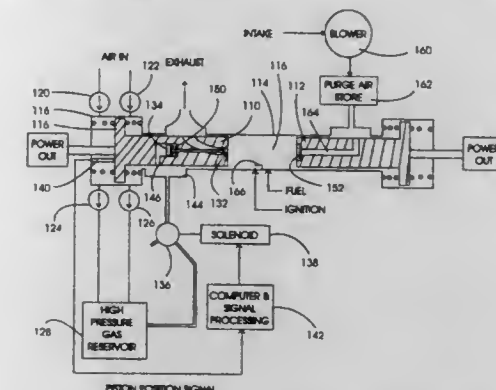 INTAKE
BLOWER
160
AIR IN
122
EXHAUST
120
116
116
134
180
110
114
116
112
164
PURGE AIR
STORE
162
POWER
OUT
POWER
OUT
140
146
132
144
166
152
FUEL
IGNITION
124
126
136
SOLENOID
138
128
HIGH
PRESSURE
GAS
RESERVOIR
COMPUTER &
SIGNAL
PROCESSING
142
PISTON POSITION SIGNAL